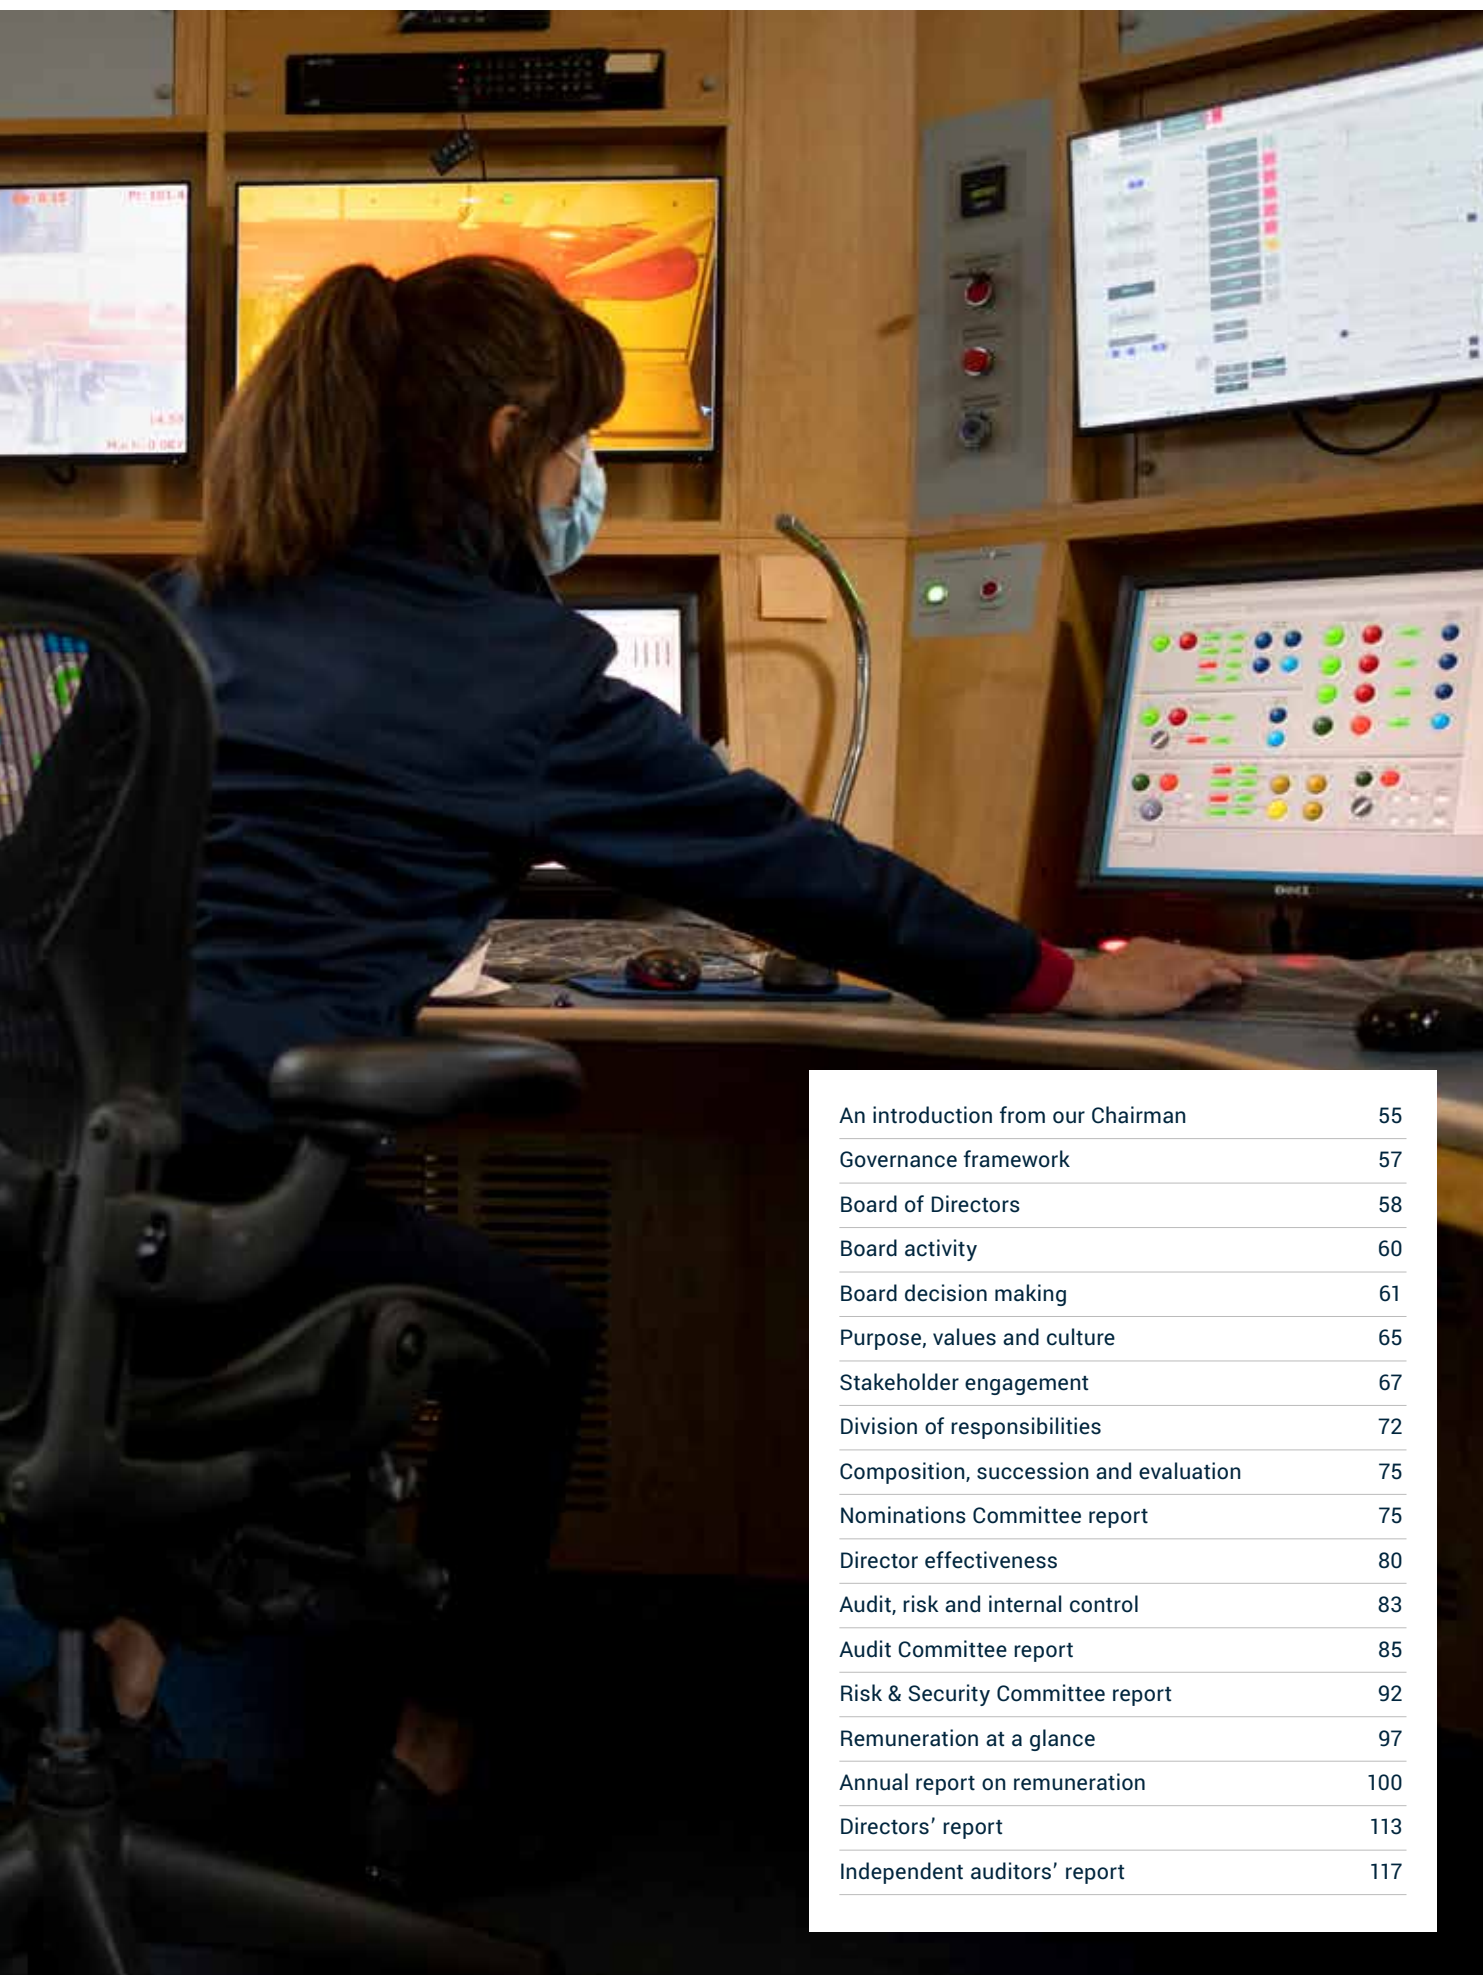 An introduction from our Chairman 55
Governance framework 57
Board of Directors 58
Board activity 60
Board decision making 61
Purpose, values and culture 65
Stakeholder engagement 67
Division of responsibilities 72
Composition, succession and evaluation 75
Nominations Committee report 75
Director effectiveness 80
Audit, risk and internal control 83
Audit Committee report 85
Risk & Security Committee report 92
Remuneration at a glance 97
Annual report on remuneration 100
Directors’ report 113
Independent auditors’ report 117